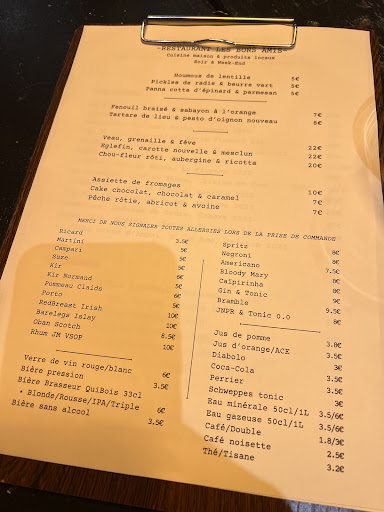 -RESTAURANT LES BONS AMIS-
Cuisine maison & produits locaux
Soir & Week-End
Houmous de lentille 5€
Pickles de radis & beurre vert 5€
Panna cotta d'épinard & parmesan 5€
Fenouil braisé & sabayon à l'orange 7€
Tartare de lieu & pesto d'oignon nouveau 8€
Veau, grenaille & fève 22€
Eglefin, carotte nouvelle & mesclun 22€
Chou-fleur rôti, aubergine & ricotta 20€
Assiette de fromages 10€
Cake chocolat, chocolat & caramel 7€
Pêche rôtie, abricot & avoine 7€
MERCI DE NOUS SIGNALER TOUTES ALLERGIES LORS DE LA PRISE DE COMMANDE
Ricard 3.5€
Martini 5€
Campari 5€
Suze 5€
Kir 5€
Kir Normand 6€
Pommeau Claids 5€
Porto 6€
RedBreast Irish 10€
Barelegs Islay 10€
Oban Scotch 10€
Rhum JM VSOP 10€
Verre de vin rouge/blanc 6€
Bière pression 3.5€
Bière Brasseur QuiBois 33cl
• Blonde/Rousse/IPA/Triple 6€
Bière sans alcool 3.5€
Spritz 8€
Negroni 8€
Americano 8€
Bloody Mary 7.5€
Caïpirinha 8€
Gin & Tonic 8€
Bramble 9.5€
JNPR & Tonic 0.0 8€
Jus de pomme 3.8€
Jus d'orange/ACE 3.5€
Diabolo 3€
Coca-Cola 3.5€
Perrier 3.5€
Schweppes tonic 3€
Eau minérale 50cl/1L 3.5/6€
Eau gazeuse 50cl/1L 3.5/6€
Café/Double 1.8/3€
Café noisette 2.5€
Thé/Tisane 3.2€